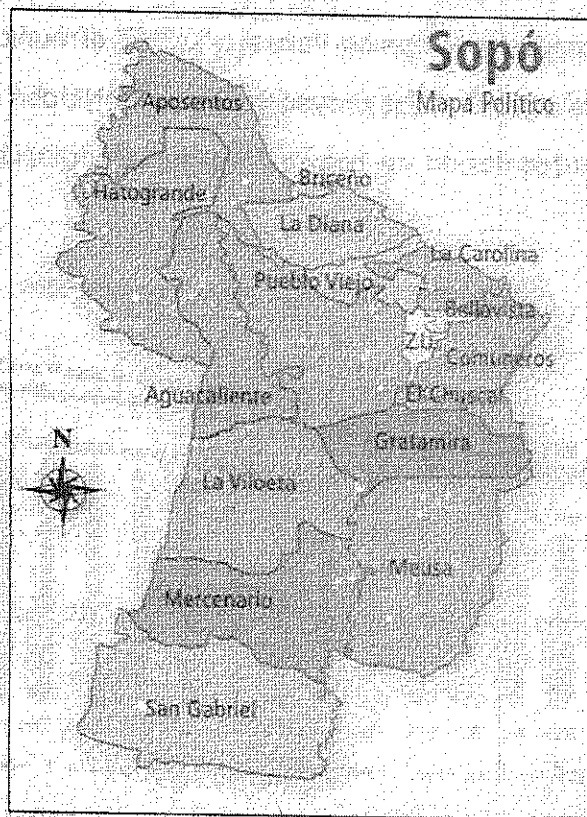 Sopó
Mapa Político
Aposentos
Hatogrande
Briceño
La Diana
La Carolina
Pueblo Viejo
Bellavista
Comuneros
Aguacaliente
El Chuscal
N
Gratamira
La Violeta
Meusa
Mercenario
San Gabriel